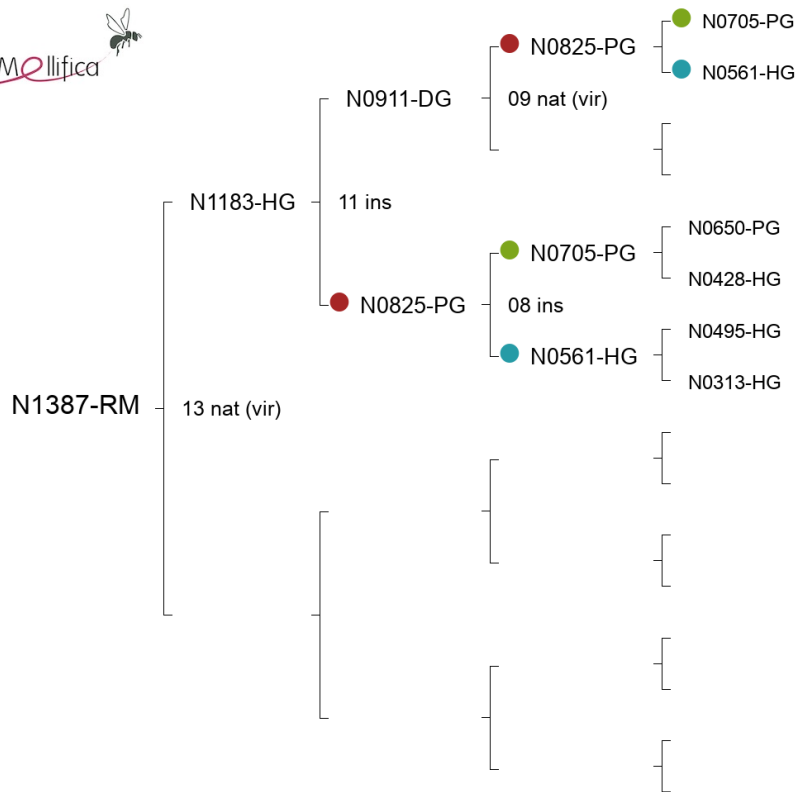 Mellifica
N0705-PG
N0825-PG
N0561-HG
N0911-DG
09 nat (vir)
N1183-HG
11 ins
N0650-PG
N0705-PG
N0428-HG
N0825-PG
08 ins
N0495-HG
N0561-HG
N0313-HG
N1387-RM
13 nat (vir)